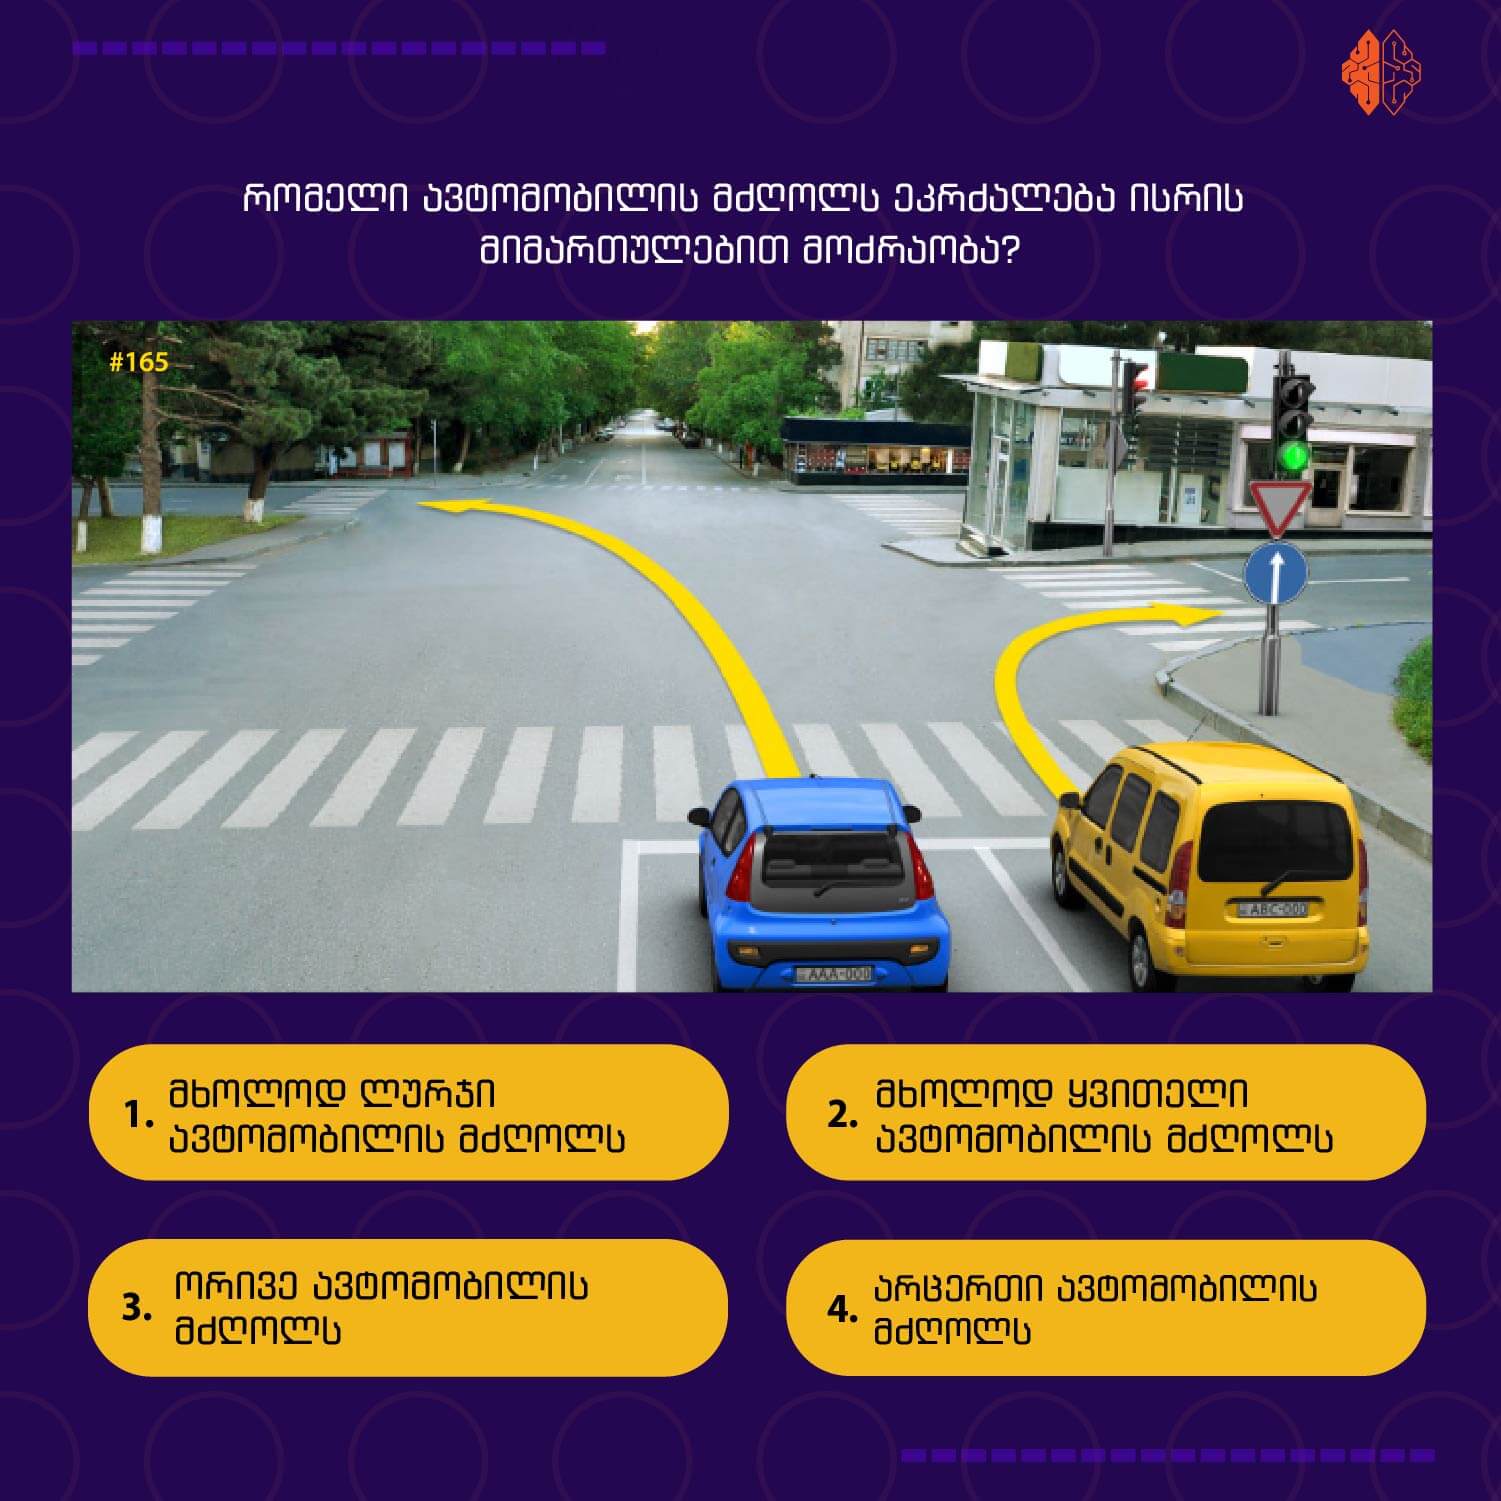 რომელი ავტომობილის მძღოლს ეკრძალება ისრის
მიმართულებით მოძრაობა?
#165
AAA-000
ABC-000
1. მხოლოდ ლურჯი
ავტომობილის მძღოლს
2. მხოლოდ ყვითელი
ავტომობილის მძღოლს
3. ორივე ავტომობილის
მძღოლს
4. არცერთი ავტომობილის
მძღოლს